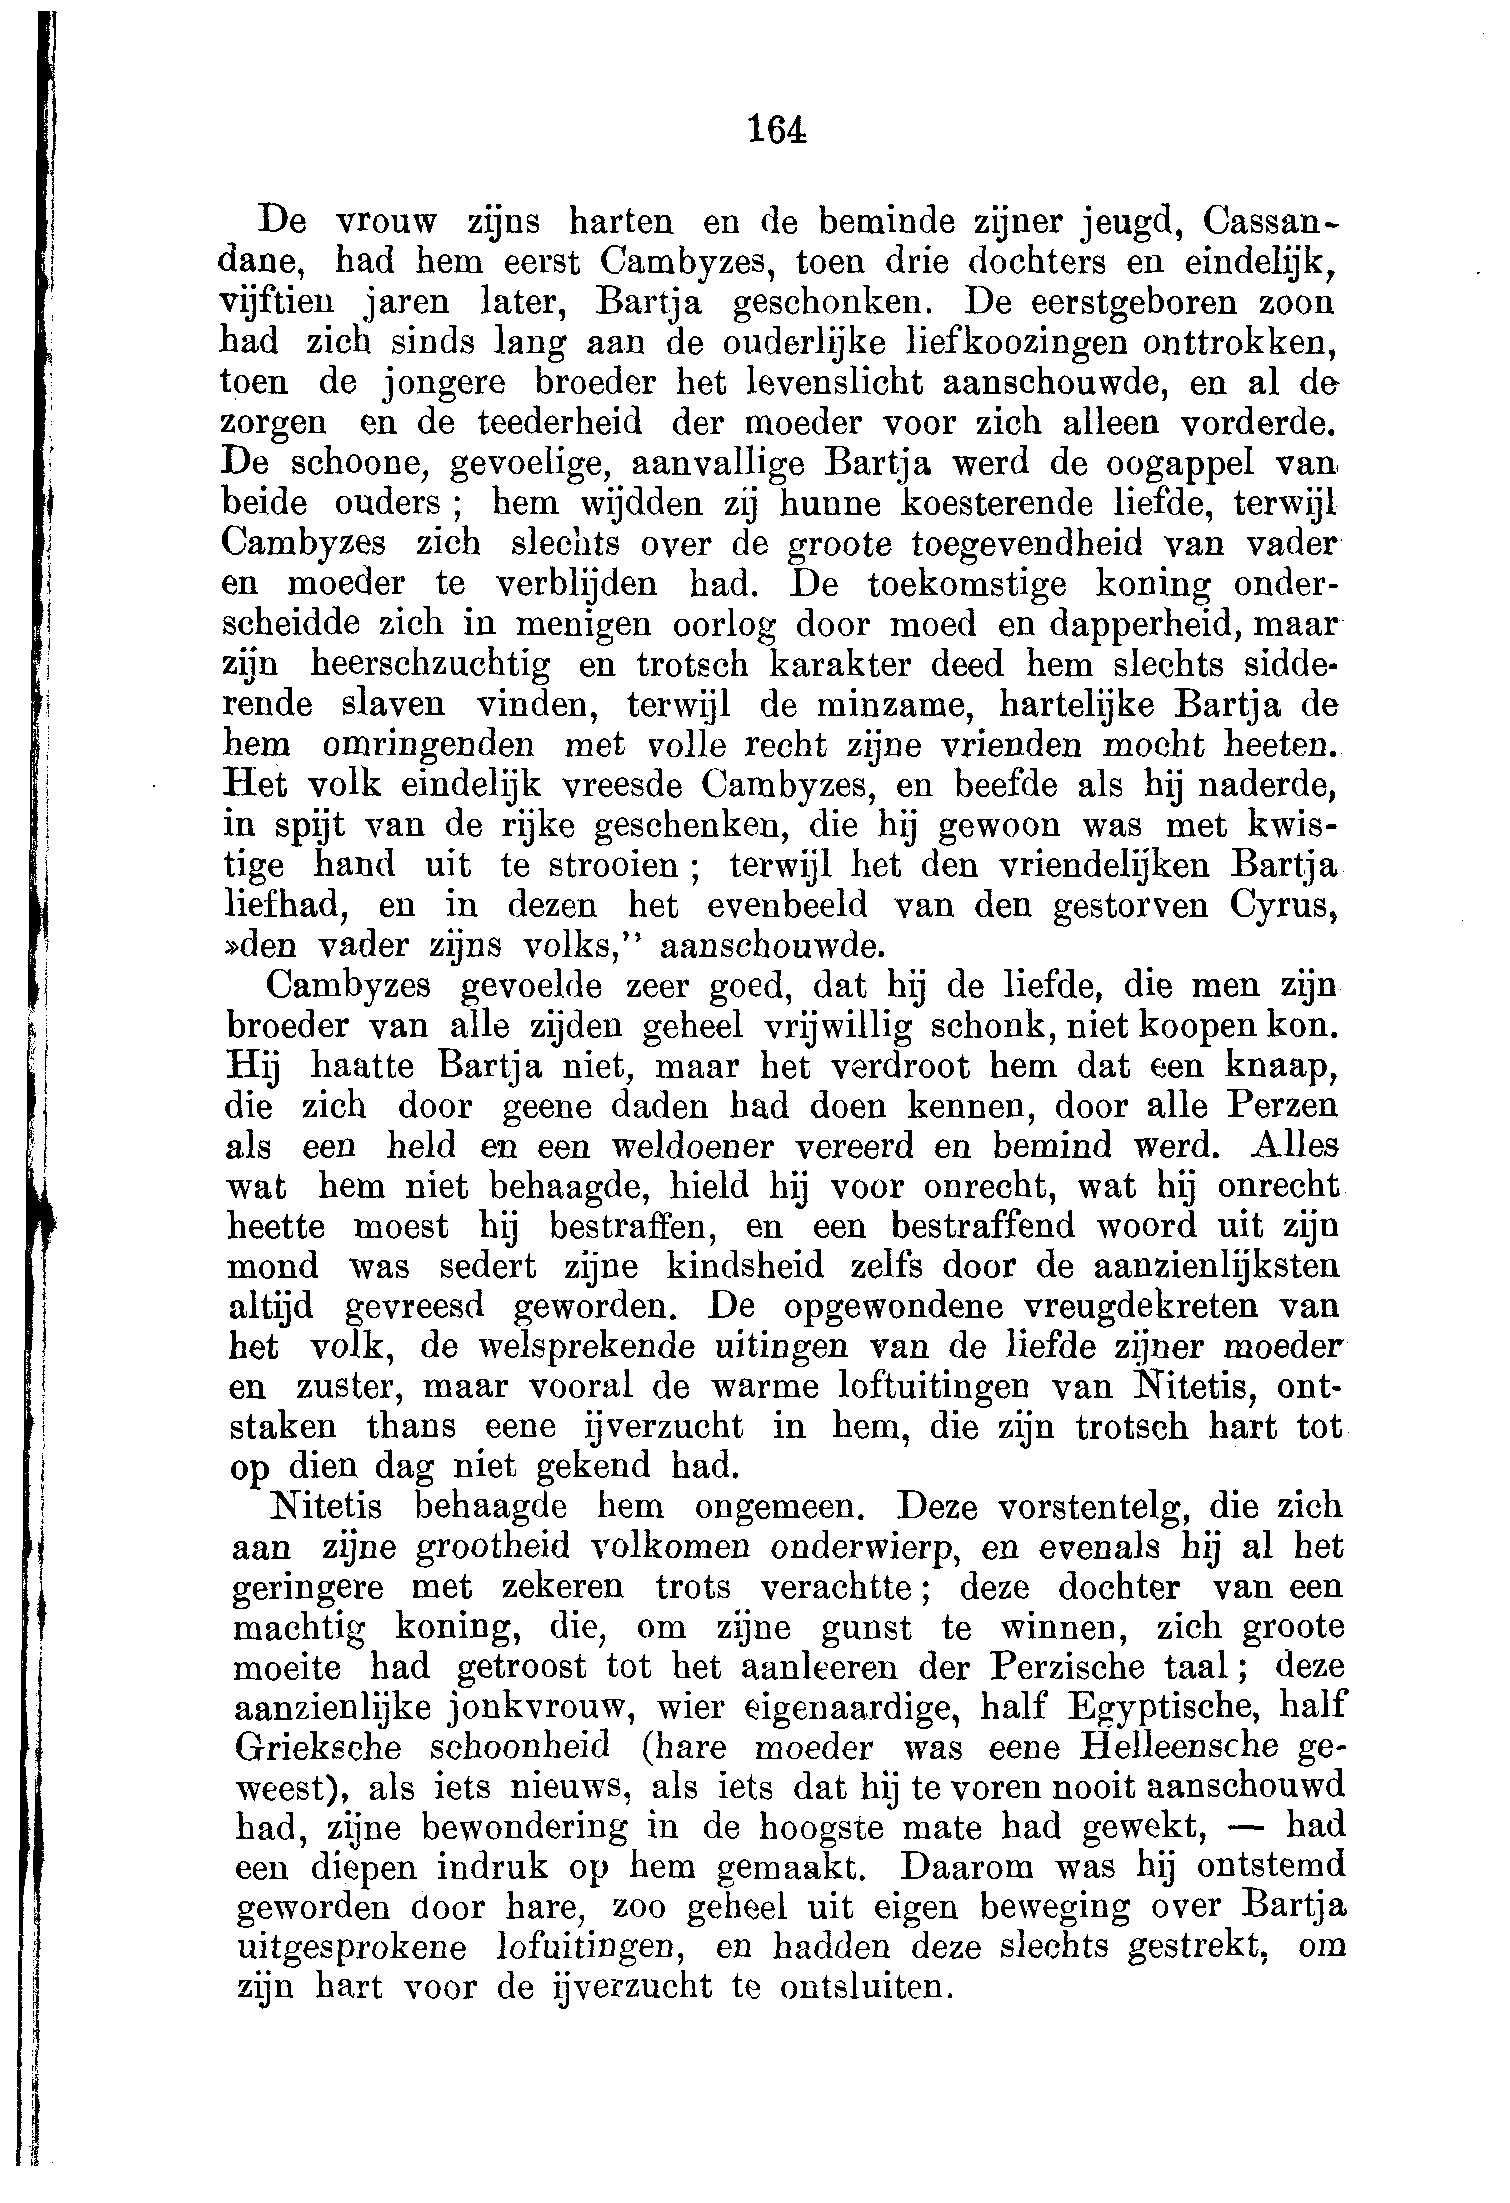 164
De vrouw zijns harten en de beminde zijner jeugd, Cassan-
dane, had hem eerst Cambyzes, toen drie dochters en eindelijk,
vijftien jaren later, Bartja geschonken. De eerstgeboren zoon
had zich sinds lang aan de ouderlijke liefkoozingen onttrokken,
toen de jongere broeder het levenslicht aanschouwde, en al de
zorgen en de teederheid der moeder voor zich alleen vorderde.
De schoone, gevoelige, aanvallige Bartja werd de oogappel van
beide ouders ; hem wijdden zij hunne koesterende liefde, terwijl
Cambyzes zich slechts over de groote toegevendheid van vader
en moeder te verblijden had. De toekomstige koning onder-
scheidde zich in menigen oorlog door moed en dapperheid, maar
zijn heerschzuchtig en trotsch karakter deed hem slechts sidde-
rende slaven vinden, terwijl de minzame, hartelijke Bartja de
hem omringenden met volle recht zijne vrienden mocht heeten.
Het volk eindelijk vreesde Cambyzes, en beefde als hij naderde,
in spijt van de rijke geschenken, die hij gewoon was met kwis-
tige hand uit te strooien ; terwijl het den vriendelijken Bartja
liefhad, en in dezen het evenbeeld van den gestorven Cyrus,
»den vader zijns volks,” aanschouwde.
Cambyzes gevoelde zeer goed, dat hij de liefde, die men zijn
broeder van alle zijden geheel vrijwillig schonk, niet koopen kon.
Hij haatte Bartja niet, maar het verdroot hem dat een knaap,
die zich door geene daden had doen kennen, door alle Perzen
als een held en een weldoener vereerd en bemind werd. Alles
wat hem niet behaagde, hield hij voor onrecht, wat hij onrecht
heette moest hij bestraffen, en een bestraffend woord uit zijn
mond was sedert zijne kindsheid zelfs door de aanzienlijksten
altijd gevreesd geworden. De opgewondene vreugdekreten van
het volk, de welsprekende uitingen van de liefde zijner moeder
en zuster, maar vooral de warme loftuitingen van Nitetis, ont-
staken thans eene ijverzucht in hem, die zijn trotsch hart tot
op dien dag niet gekend had.
Nitetis behaagde hem ongemeen. Deze vorstentelg, die zich
aan zijne grootheid volkomen onderwierp, en evenals hij al het
geringere met zekeren trots verachtte ; deze dochter van een
machtig koning, die, om zijne gunst te winnen, zich groote
moeite had getroost tot het aanleeren der Perzische taal ; deze
aanzienlijke jonkvrouw, wier eigenaardige, half Egyptische, half
Grieksche schoonheid (hare moeder was eene Helleensche ge-
weest), als iets nieuws, als iets dat hij te voren nooit aanschouwd
had, zijne bewondering in de hoogste mate had gewekt, — had
een diepen indruk op hem gemaakt. Daarom was hij ontstemd
geworden door hare, zoo geheel uit eigen beweging over Bartja
uitgesprokene lofuitingen, en hadden deze slechts gestrekt, om
zijn hart voor de ijverzucht te ontsluiten.